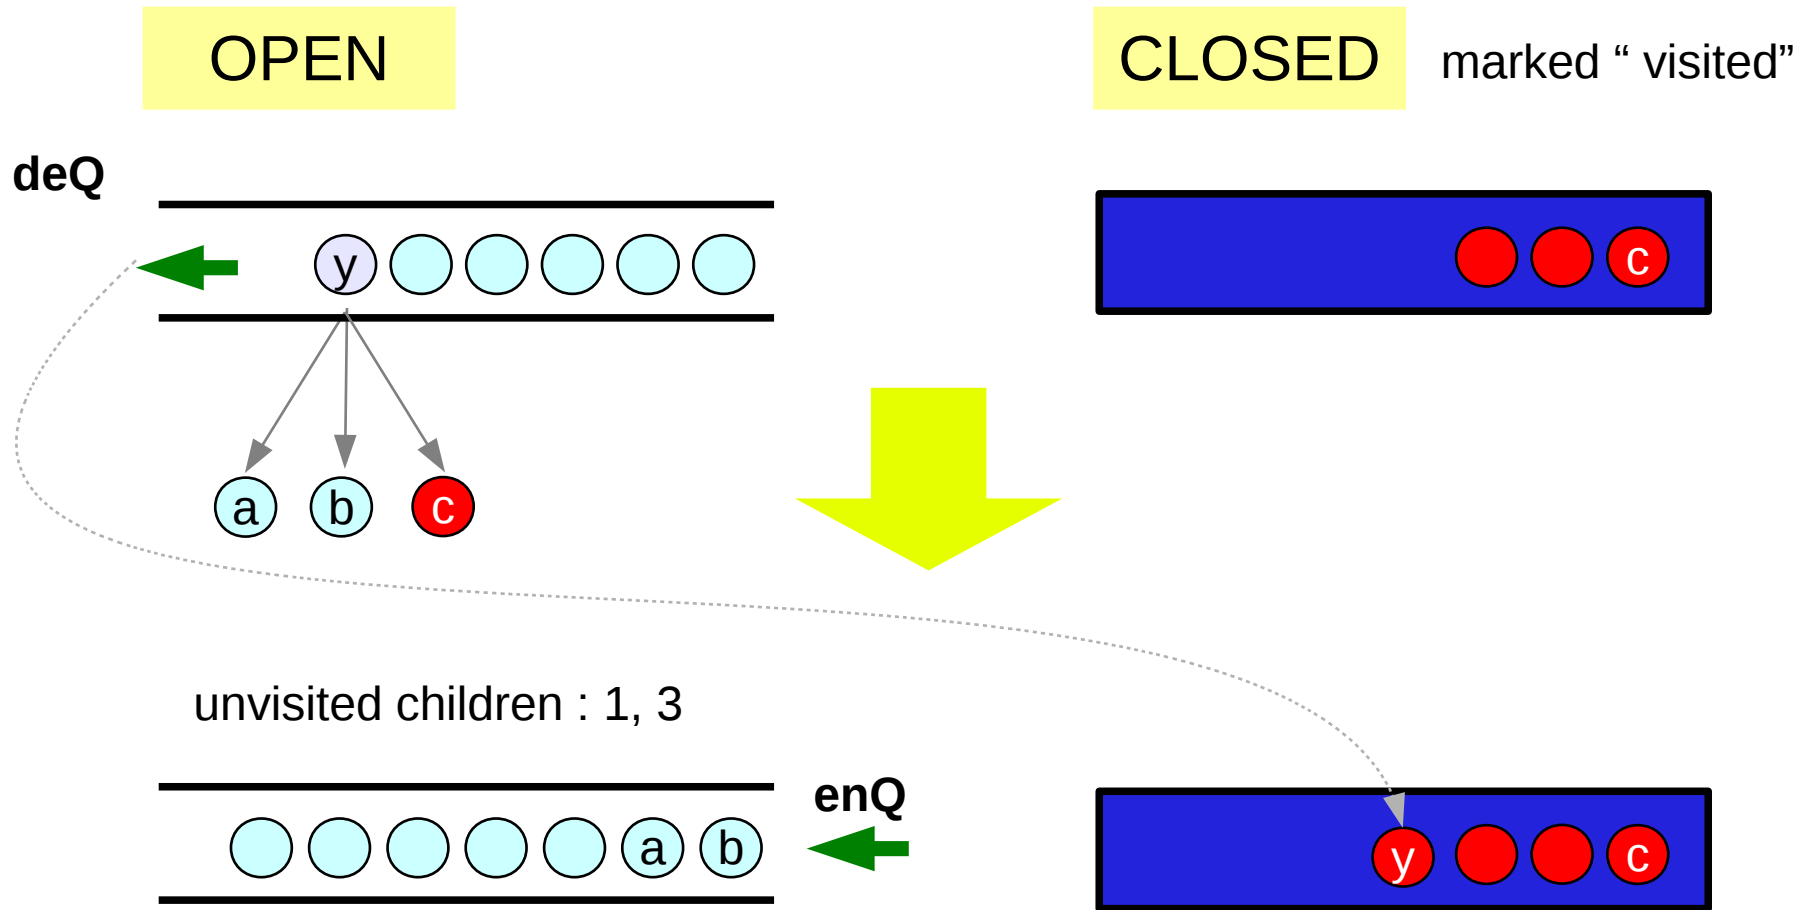 OPEN
CLOSED
marked “ visited”
deQ
y
c
a
b
c
unvisited children : 1, 3
enQ
a
b
y
c